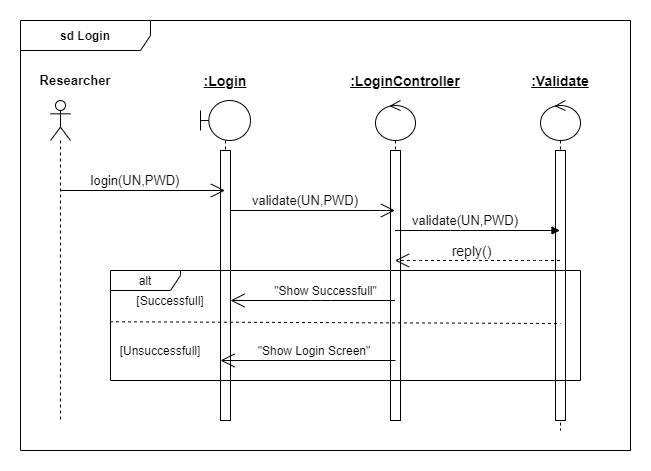 sd Login
Researcher
:Login
:LoginController
:Validate
login(UN,PWD)
validate(UN,PWD)
validate(UN,PWD)
reply()
alt
[Successfull]
"Show Successfull"
[Unsuccessfull]
"Show Login Screen"